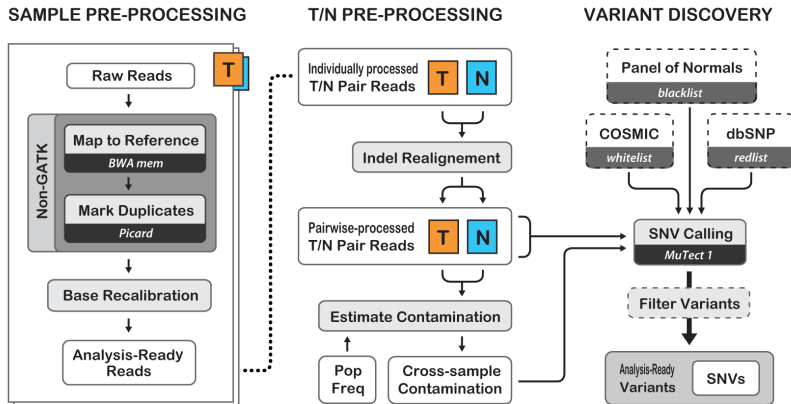 SAMPLE PRE-PROCESSING
T
Raw Reads
Non-GATK
Map to Reference
BWA mem
Mark Duplicates
Picard
Base Recalibration
Analysis-Ready
Reads
T/N PRE-PROCESSING
Individually processed
T/N Pair Reads
T N
Indel Realignement
Pairwise-processed
T/N Pair Reads
T N
Estimate Contamination
Pop
Freq
Cross-sample
Contamination
VARIANT DISCOVERY
Panel of Normals
blacklist
COSMIC
whitelist
dbSNP
redlist
SNV Calling
MuTect 1
Filter Variants
Analysis-Ready
Variants
SNVs